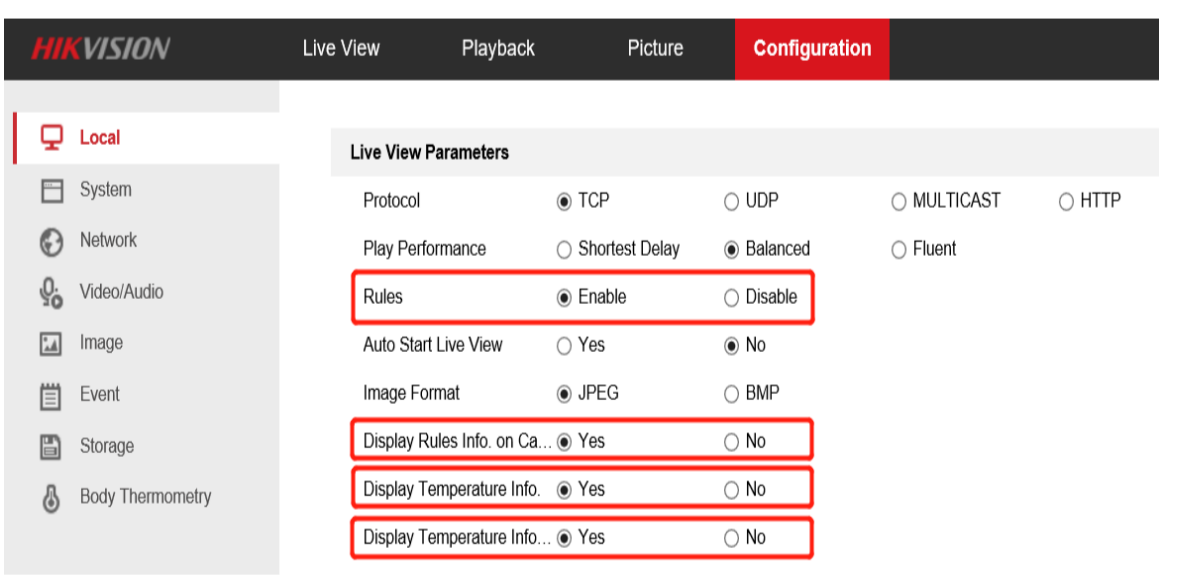 HIKVISION Live View Playback Picture Configuration
Local
System
Network
Video/Audio
Image
Event
Storage
Body Thermometry
Live View Parameters
Protocol TCP UDP MULTICAST HTTP
Play Performance Shortest Delay Balanced Fluent
Rules Enable Disable
Auto Start Live View Yes No
Image Format JPEG BMP
Display Rules Info. on Ca... Yes No
Display Temperature Info. Yes No
Display Temperature Info... Yes No